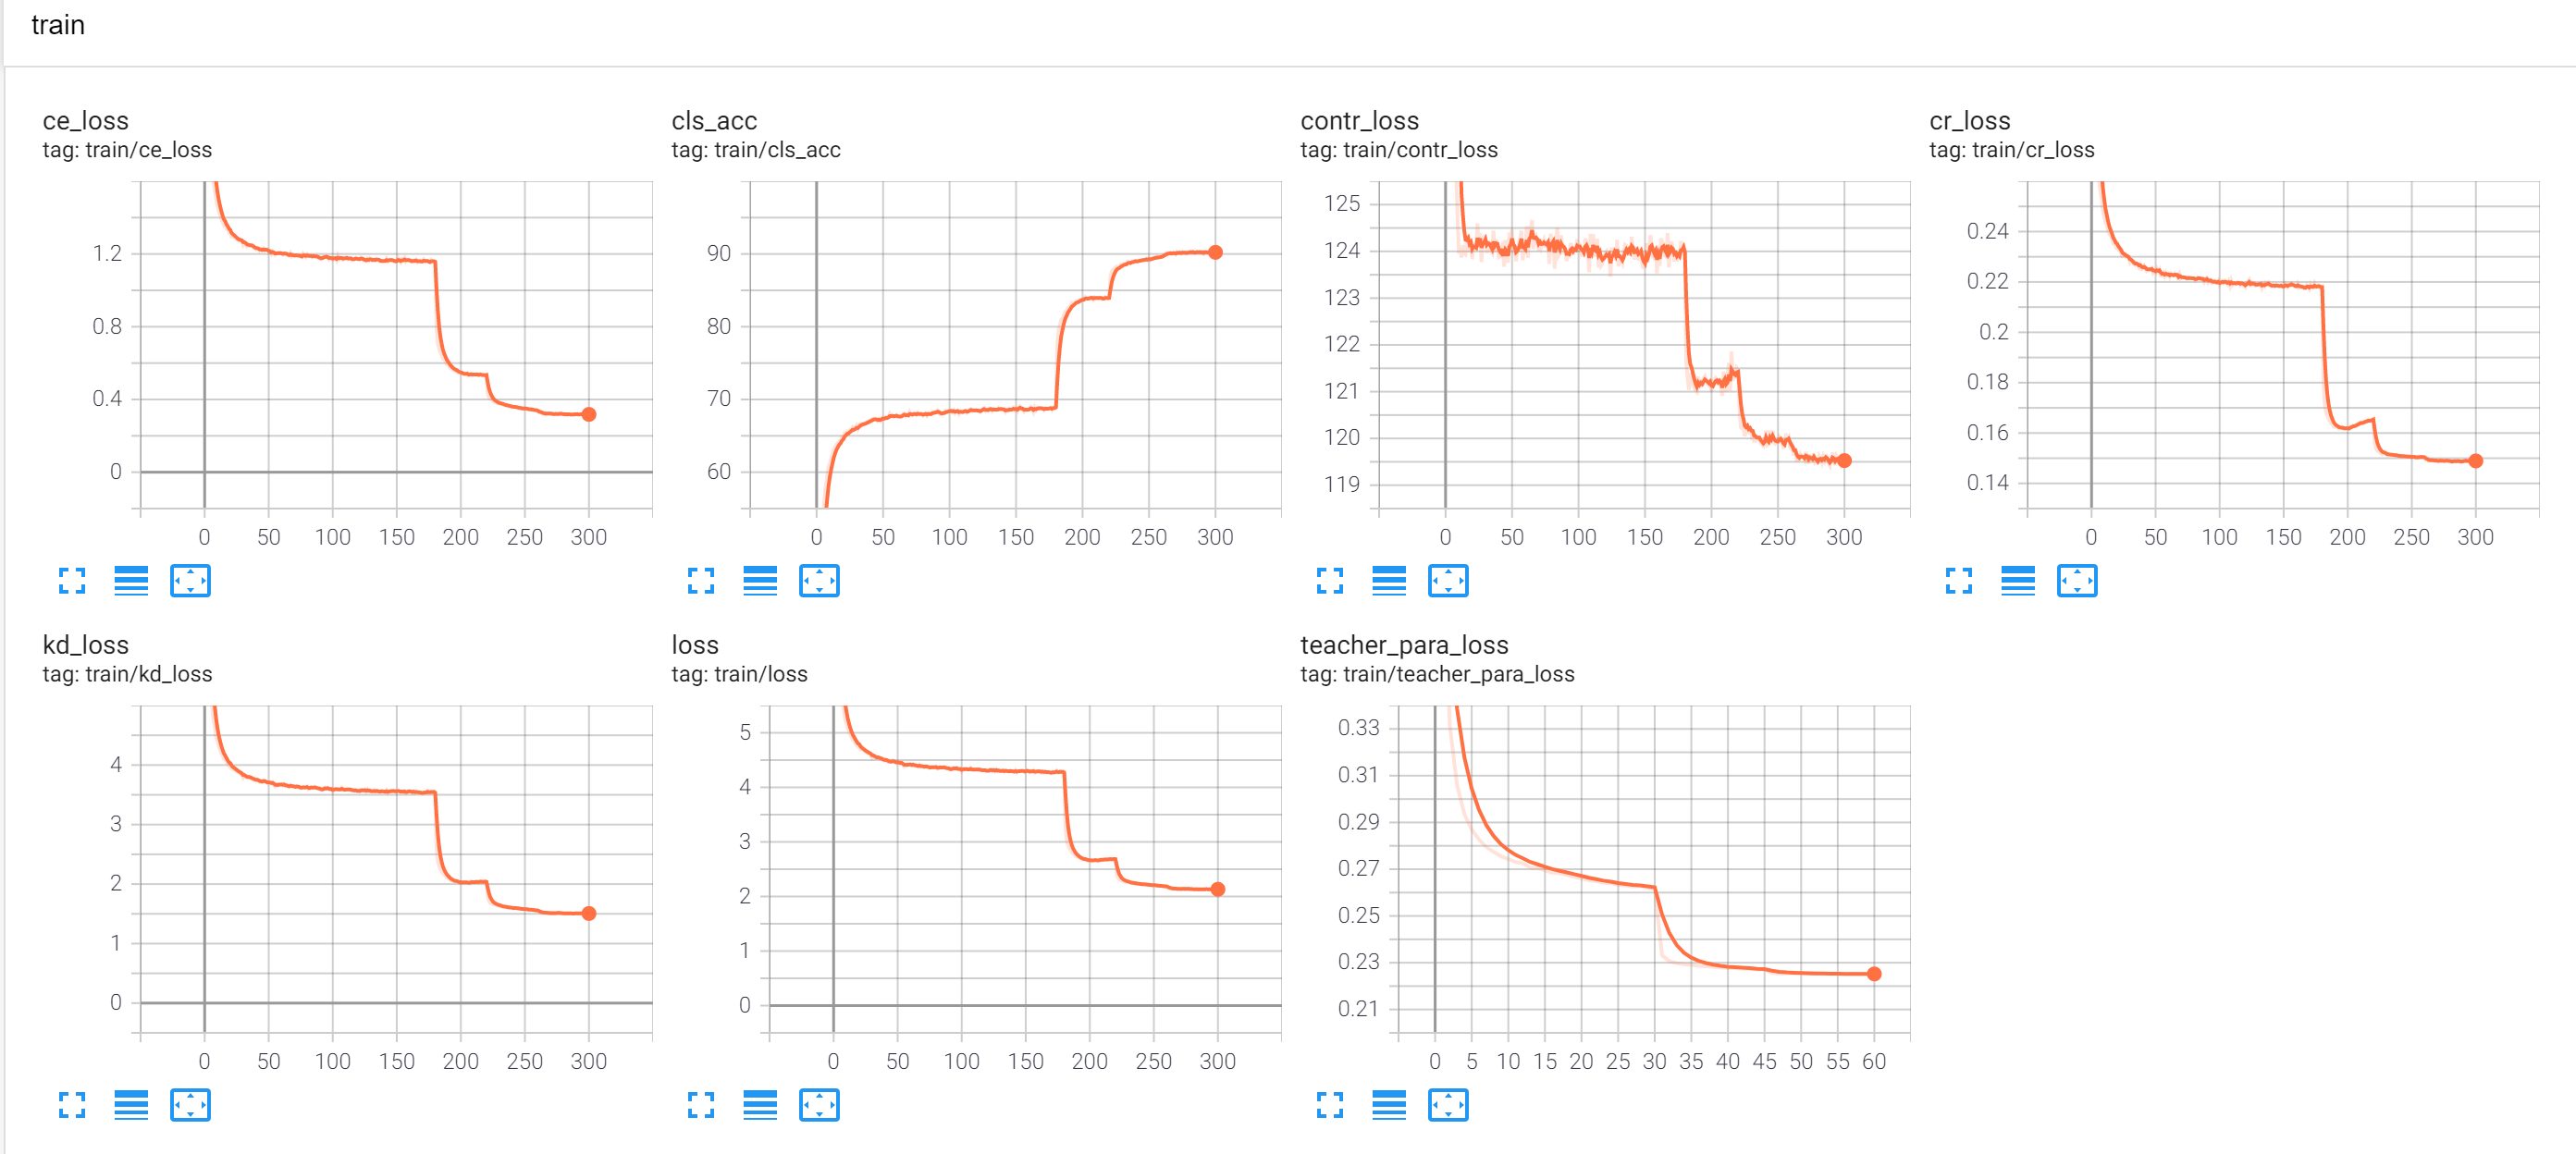 train
ce_loss
tag: train/ce_loss
1.2
0.8
0.4
0
0 50 100 150 200 250 300
cls_acc
tag: train/cls_acc
90
80
70
60
0 50 100 150 200 250 300
contr_loss
tag: train/contr_loss
125
124
123
122
121
120
119
0 50 100 150 200 250 300
cr_loss
tag: train/cr_loss
0.24
0.22
0.2
0.18
0.16
0.14
0 50 100 150 200 250 300
kd_loss
tag: train/kd_loss
4
3
2
1
0
0 50 100 150 200 250 300
loss
tag: train/loss
5
4
3
2
1
0
0 50 100 150 200 250 300
teacher_para_loss
tag: train/teacher_para_loss
0.33
0.31
0.29
0.27
0.25
0.23
0.21
0 5 10 15 20 25 30 35 40 45 50 55 60